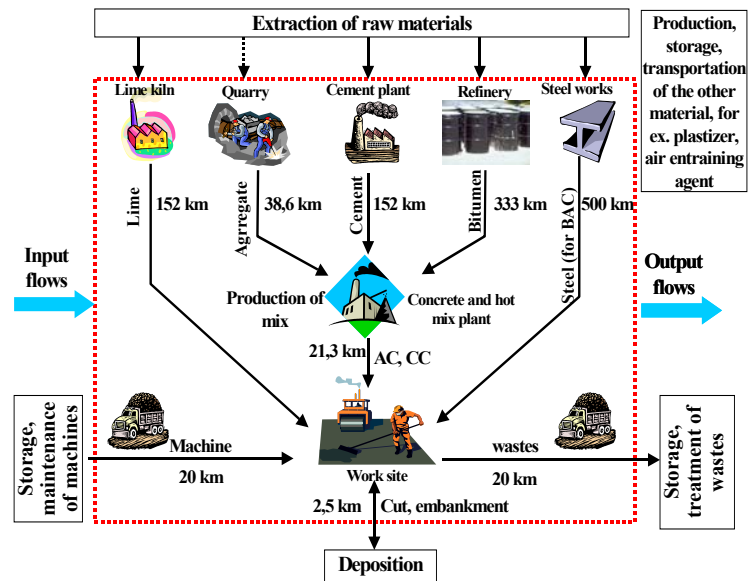 Extraction of raw materials
Production,
storage,
transportation
of the other
material, for
ex. plastizer,
air entraining
agent
Lime kiln
Quarry
Cement plant
Refinery
Steel works
Lime
152 km
Agrregate
38,6 km
Cement
152 km
Bitumen
333 km
Steel (for BAC)
500 km
Input
flows
Output
flows
Production of
mix
Concrete and hot
mix plant
21,3 km
AC, CC
Storage,
maintenance
of machines
Machine
20 km
Work site
wastes
20 km
Storage,
treatment of
wastes
2,5 km
Cut, embankment
Deposition